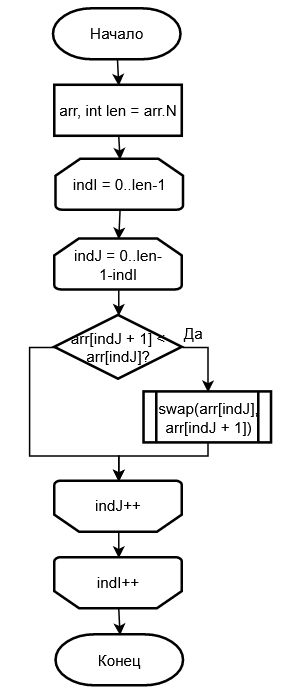 Начало
arr, int len = arr.N
indI = 0..len-1
indJ = 0..len-
1-indI
arr[indJ + 1] <
arr[indJ]?
Да
swap(arr[indJ],
arr[indJ + 1])
indJ++
indI++
Конец